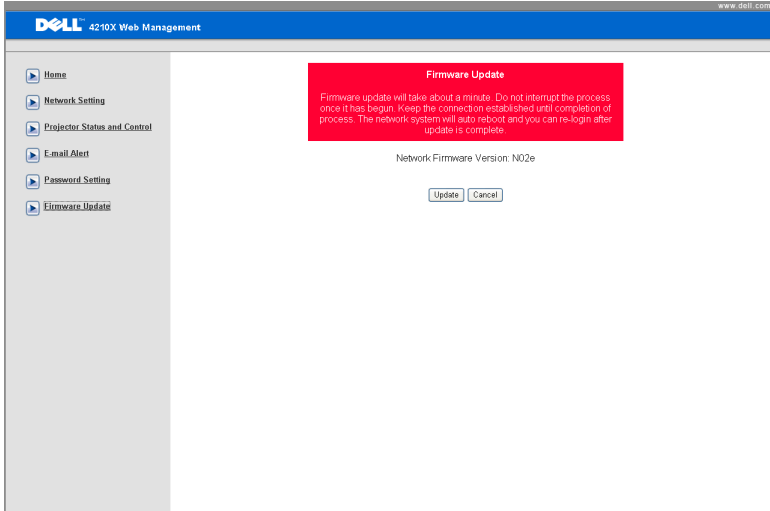 www.dell.com
DELL™ 4210X Web Management
Home
Network Setting
Projector Status and Control
E-mail Alert
Password Setting
Firmware Update
Firmware Update
Firmware update will take about a minute. Do not interrupt the process
once it has begun. Keep the connection established until completion of
process. The network system will auto reboot and you can re-login after
update is complete.
Network Firmware Version: N02e
Update Cancel